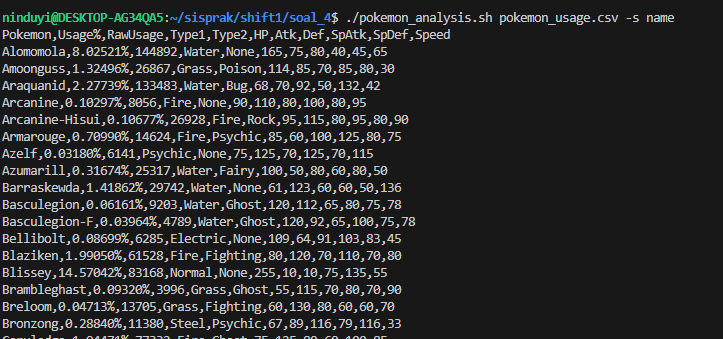 ninduyi@DESKTOP-AG34QA5:~/sisprak/shift1/soal_4$ ./pokemon_analysis.sh pokemon_usage.csv -s name
Pokemon,Usage%,RawUsage,Type1,Type2,HP,Atk,Def,SpAtk,SpDef,Speed
Alomomola,8.02521%,144892,Water,None,165,75,80,40,45,65
Amoonguss,1.32496%,26867,Grass,Poison,114,85,70,85,80,30
Araquanid,2.27739%,133483,Water,Bug,68,70,92,50,132,42
Arcanine,0.10297%,8056,Fire,None,90,110,80,100,80,95
Arcanine-Hisui,0.10677%,26928,Fire,Rock,95,115,80,95,80,90
Armarouge,0.70990%,14624,Fire,Psychic,85,60,100,125,80,75
Azelf,0.03180%,6141,Psychic,None,75,125,70,125,70,115
Azumarill,0.31674%,25317,Water,Fairy,100,50,80,60,80,50
Barraskewda,1.41862%,29742,Water,None,61,123,60,60,50,136
Basculegion,0.06161%,9203,Water,Ghost,120,112,65,80,75,78
Basculegion-F,0.03964%,4789,Water,Ghost,120,92,65,100,75,78
Bellibolt,0.08699%,6285,Electric,None,109,64,91,103,83,45
Blaziken,1.99050%,61528,Fire,Fighting,80,120,70,110,70,80
Blissey,14.57042%,83168,Normal,None,255,10,10,75,135,55
Brambleghast,0.09320%,3996,Grass,Ghost,55,115,70,80,70,90
Breloom,0.04713%,13705,Grass,Fighting,60,130,80,60,60,70
Bronzong,0.28840%,11380,Steel,Psychic,67,89,116,79,116,33